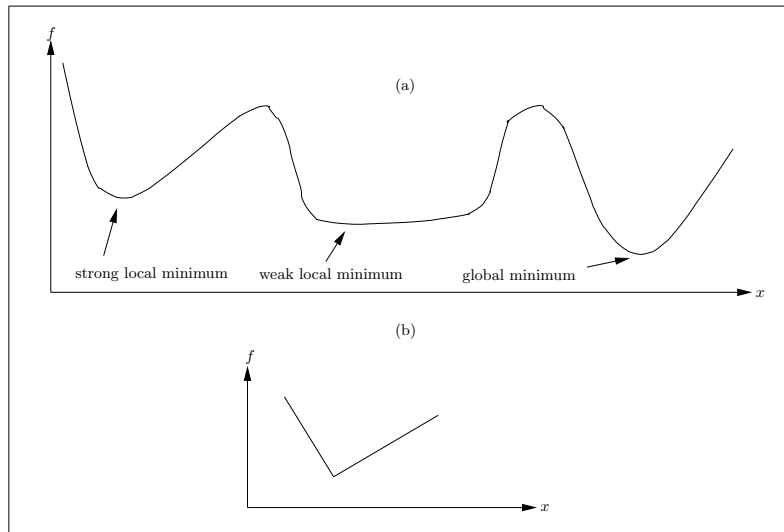 f
(a)
strong local minimum
weak local minimum
global minimum
x
(b)
f
x